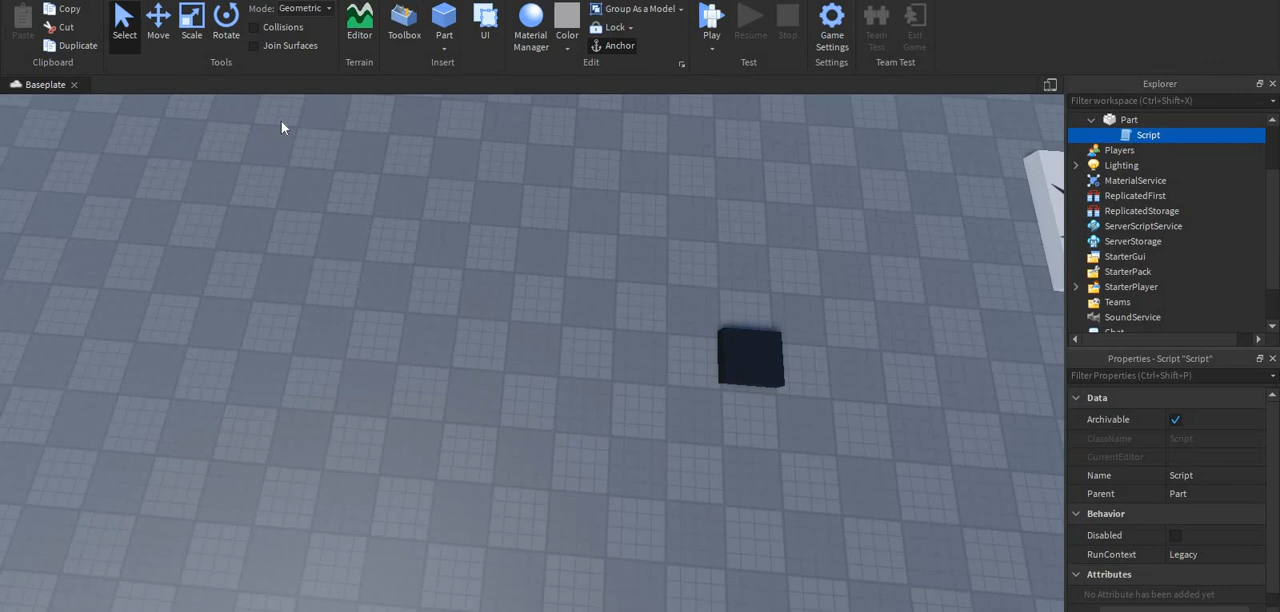 Paste
Copy
Cut
Duplicate
Clipboard
Select
Move
Scale
Rotate
Mode: Geometric
Collisions
Join Surfaces
Tools
Editor
Terrain
Toolbox
Part
UI
Insert
Material
Manager
Color
Group As a Model
Lock
Anchor
Edit
Play
Resume
Stop
Test
Game
Settings
Settings
Team
Test
Exit
Game
Team Test
Baseplate
Explorer
Filter workspace (Ctrl+Shift+X)
Part
Script
Players
Lighting
MaterialService
ReplicatedFirst
ReplicatedStorage
ServerScriptService
ServerStorage
StarterGui
StarterPack
StarterPlayer
Teams
SoundService
Chat
Properties - Script "Script"
Filter Properties (Ctrl+Shift+P)
Data
Archivable
ClassName Script
CurrentEditor
Name Script
Parent Part
Behavior
Disabled
RunContext Legacy
Attributes
No Attribute has been added yet